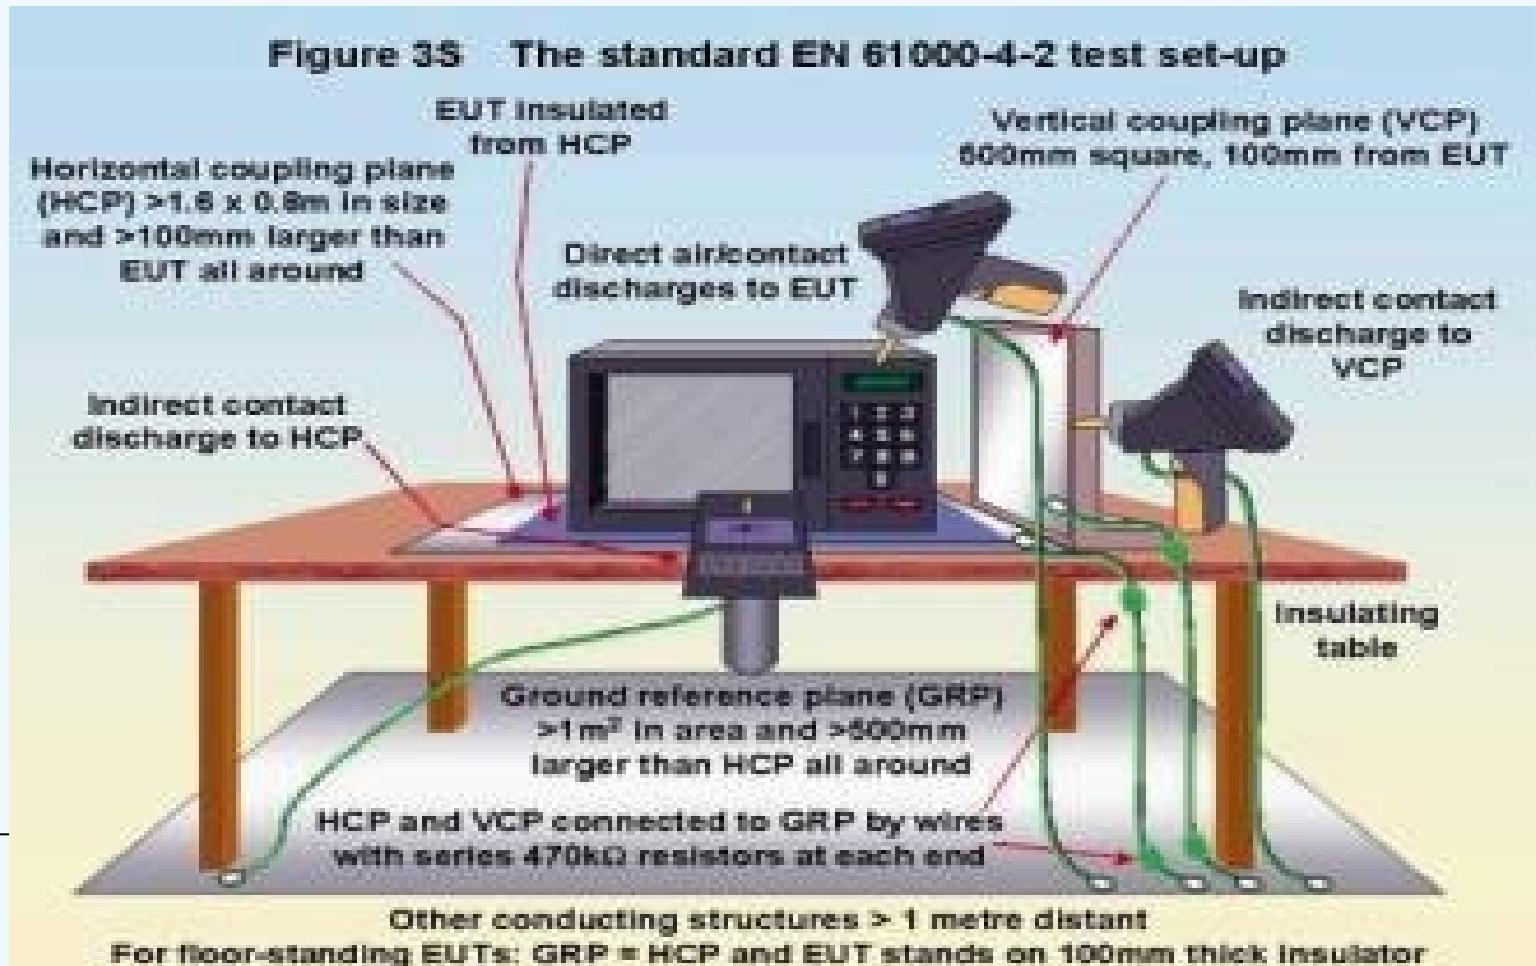 Figure 3S The standard EN 61000-4-2 test set-up
EUT insulated
from HCP
Vertical coupling plane (VCP)
500mm square, 100mm from EUT
Horizontal coupling plane
(HCP) >1.6 x 0.8m in size
and >100mm larger than
EUT all around
Direct air/contact
discharges to EUT
Indirect contact
discharge to
VCP
Indirect contact
discharge to HCP
Insulating
table
Ground reference plane (GRP)
>1m² in area and >500mm
larger than HCP all around
HCP and VCP connected to GRP by wires
with series 470kΩ resistors at each end
Other conducting structures > 1 metre distant
For floor-standing EUTs: GRP = HCP and EUT stands on 100mm thick insulator